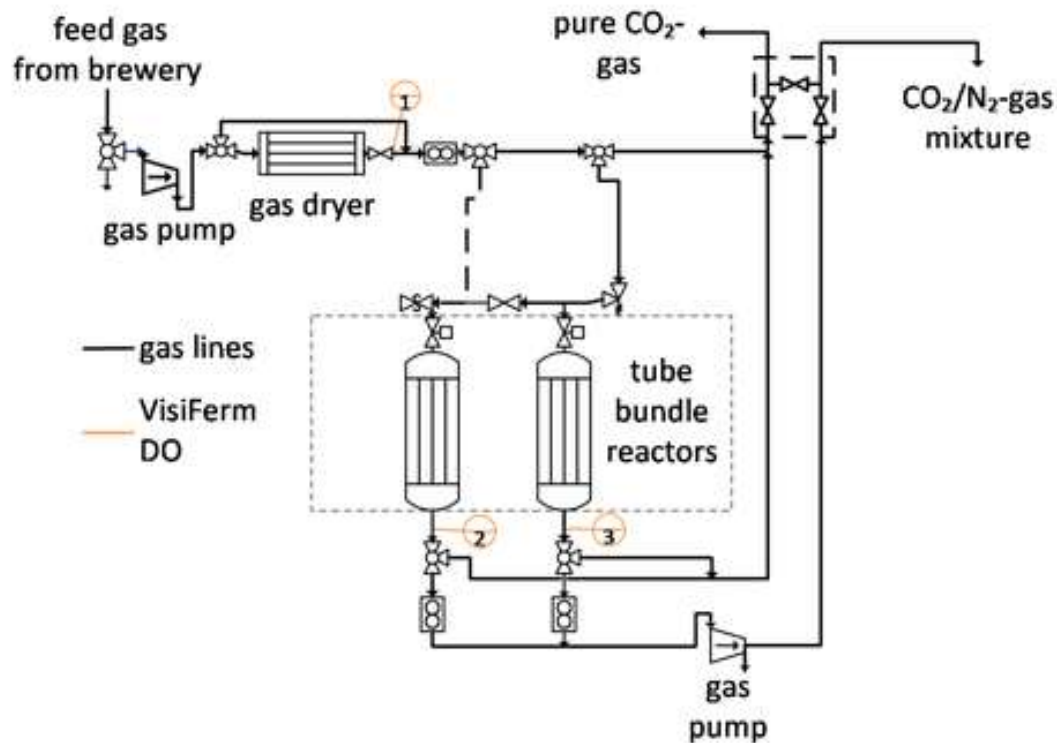 feed gas
from brewery
pure CO₂-
gas
CO₂/N₂-gas
mixture
1
gas dryer
gas pump
gas lines
VisiFerm
DO
tube
bundle
reactors
2
3
gas
pump